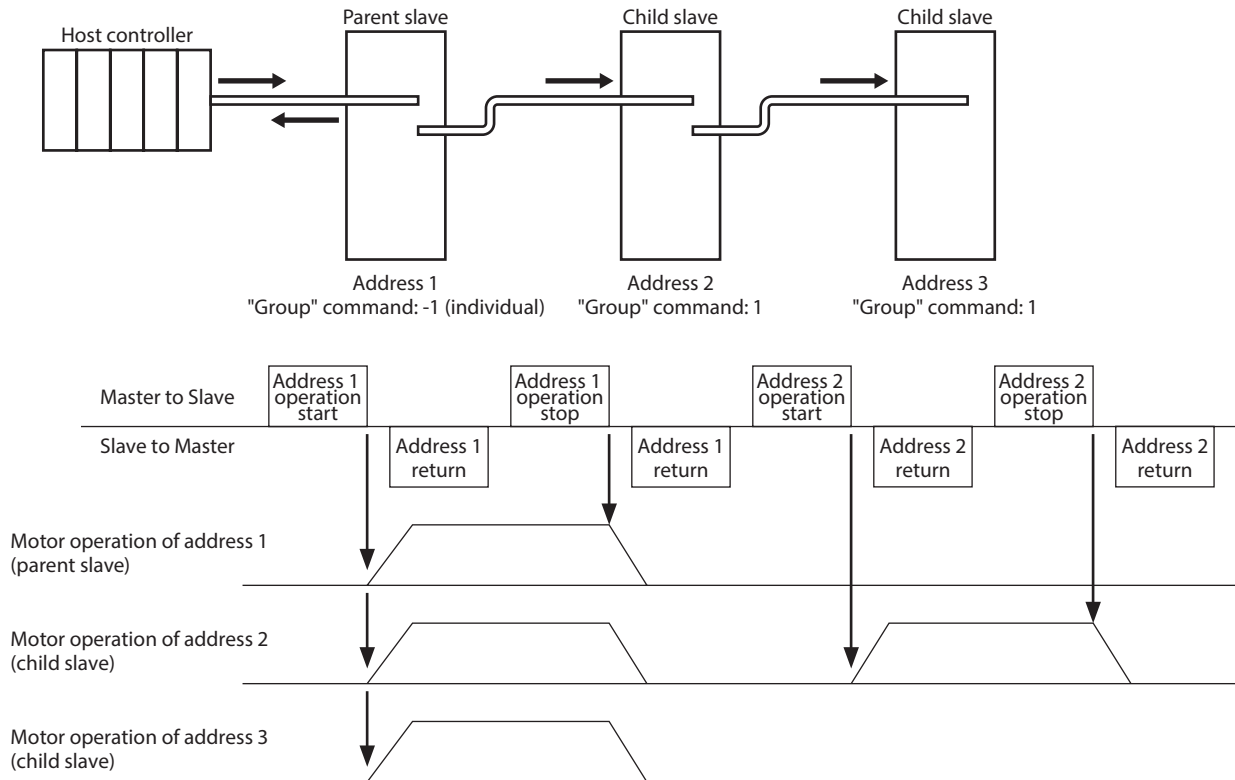 Parent slave
Child slave
Child slave
Host controller
Address 1
"Group" command: -1 (individual)
Address 2
"Group" command: 1
Address 3
"Group" command: 1
Master to Slave
Address 1
operation
start
Address 1
operation
stop
Address 2
operation
start
Address 2
operation
stop
Slave to Master
Address 1
return
Address 1
return
Address 2
return
Address 2
return
Motor operation of address 1
(parent slave)
Motor operation of address 2
(child slave)
Motor operation of address 3
(child slave)